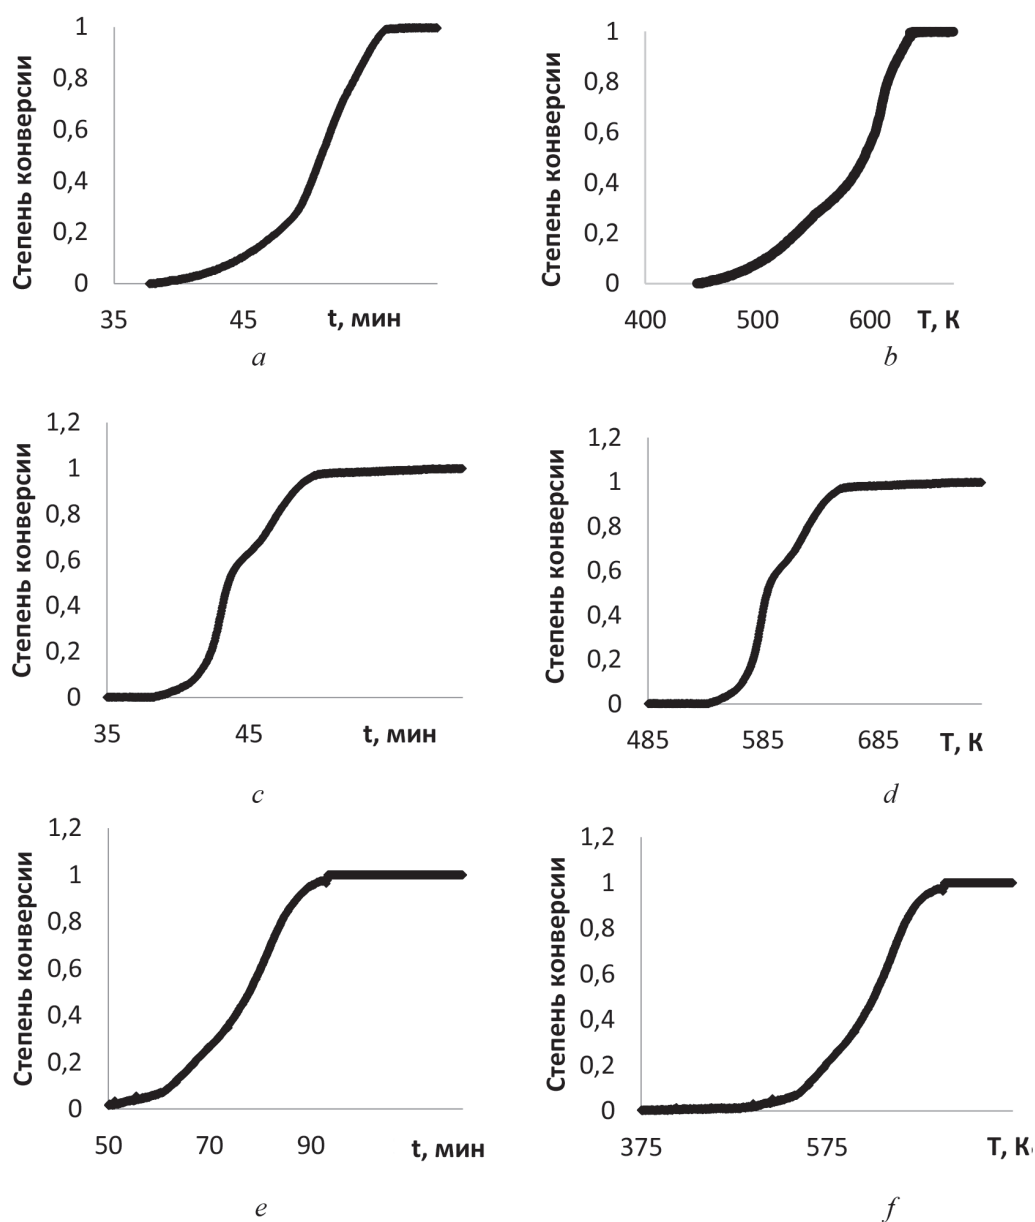 Степень конверсии
1
0,8
0,6
0,4
0,2
0
35 45 t, мин
a
Степень конверсии
1
0,8
0,6
0,4
0,2
0
400 500 600 T, К
b
Степень конверсии
1,2
1
0,8
0,6
0,4
0,2
0
35 45 t, мин
c
Степень конверсии
1,2
1
0,8
0,6
0,4
0,2
0
485 585 685 T, К
d
Степень конверсии
1,2
1
0,8
0,6
0,4
0,2
0
50 70 90 t, мин
e
Степень конверсии
1,2
1
0,8
0,6
0,4
0,2
0
375 575 T, К
f